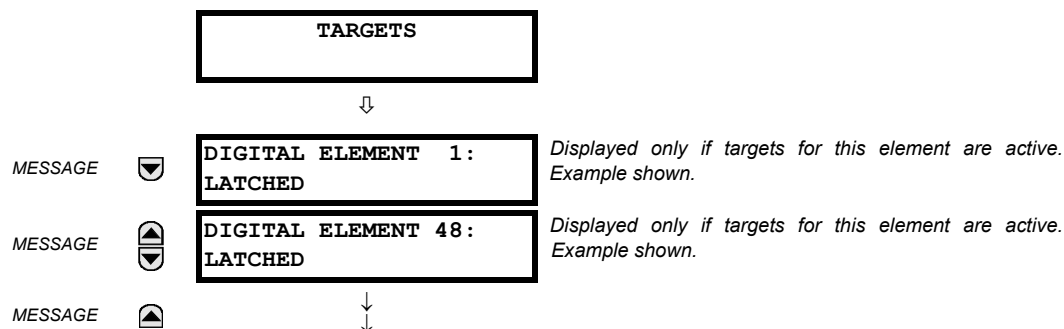 TARGETS
⇩
MESSAGE
DIGITAL ELEMENT 1:
LATCHED
Displayed only if targets for this element are active.
Example shown.
MESSAGE
DIGITAL ELEMENT 48:
LATCHED
Displayed only if targets for this element are active.
Example shown.
MESSAGE
↓
↓